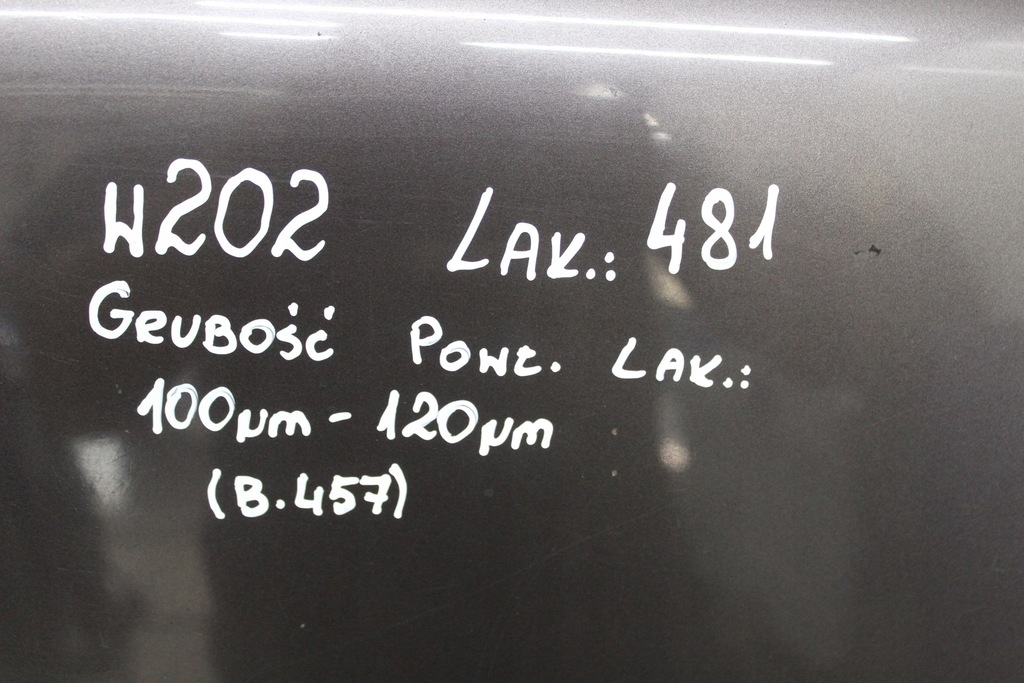 W202 LAK.: 481
GRUBOŚĆ POWŁ. LAK.:
100µm - 120µm
(B.457)